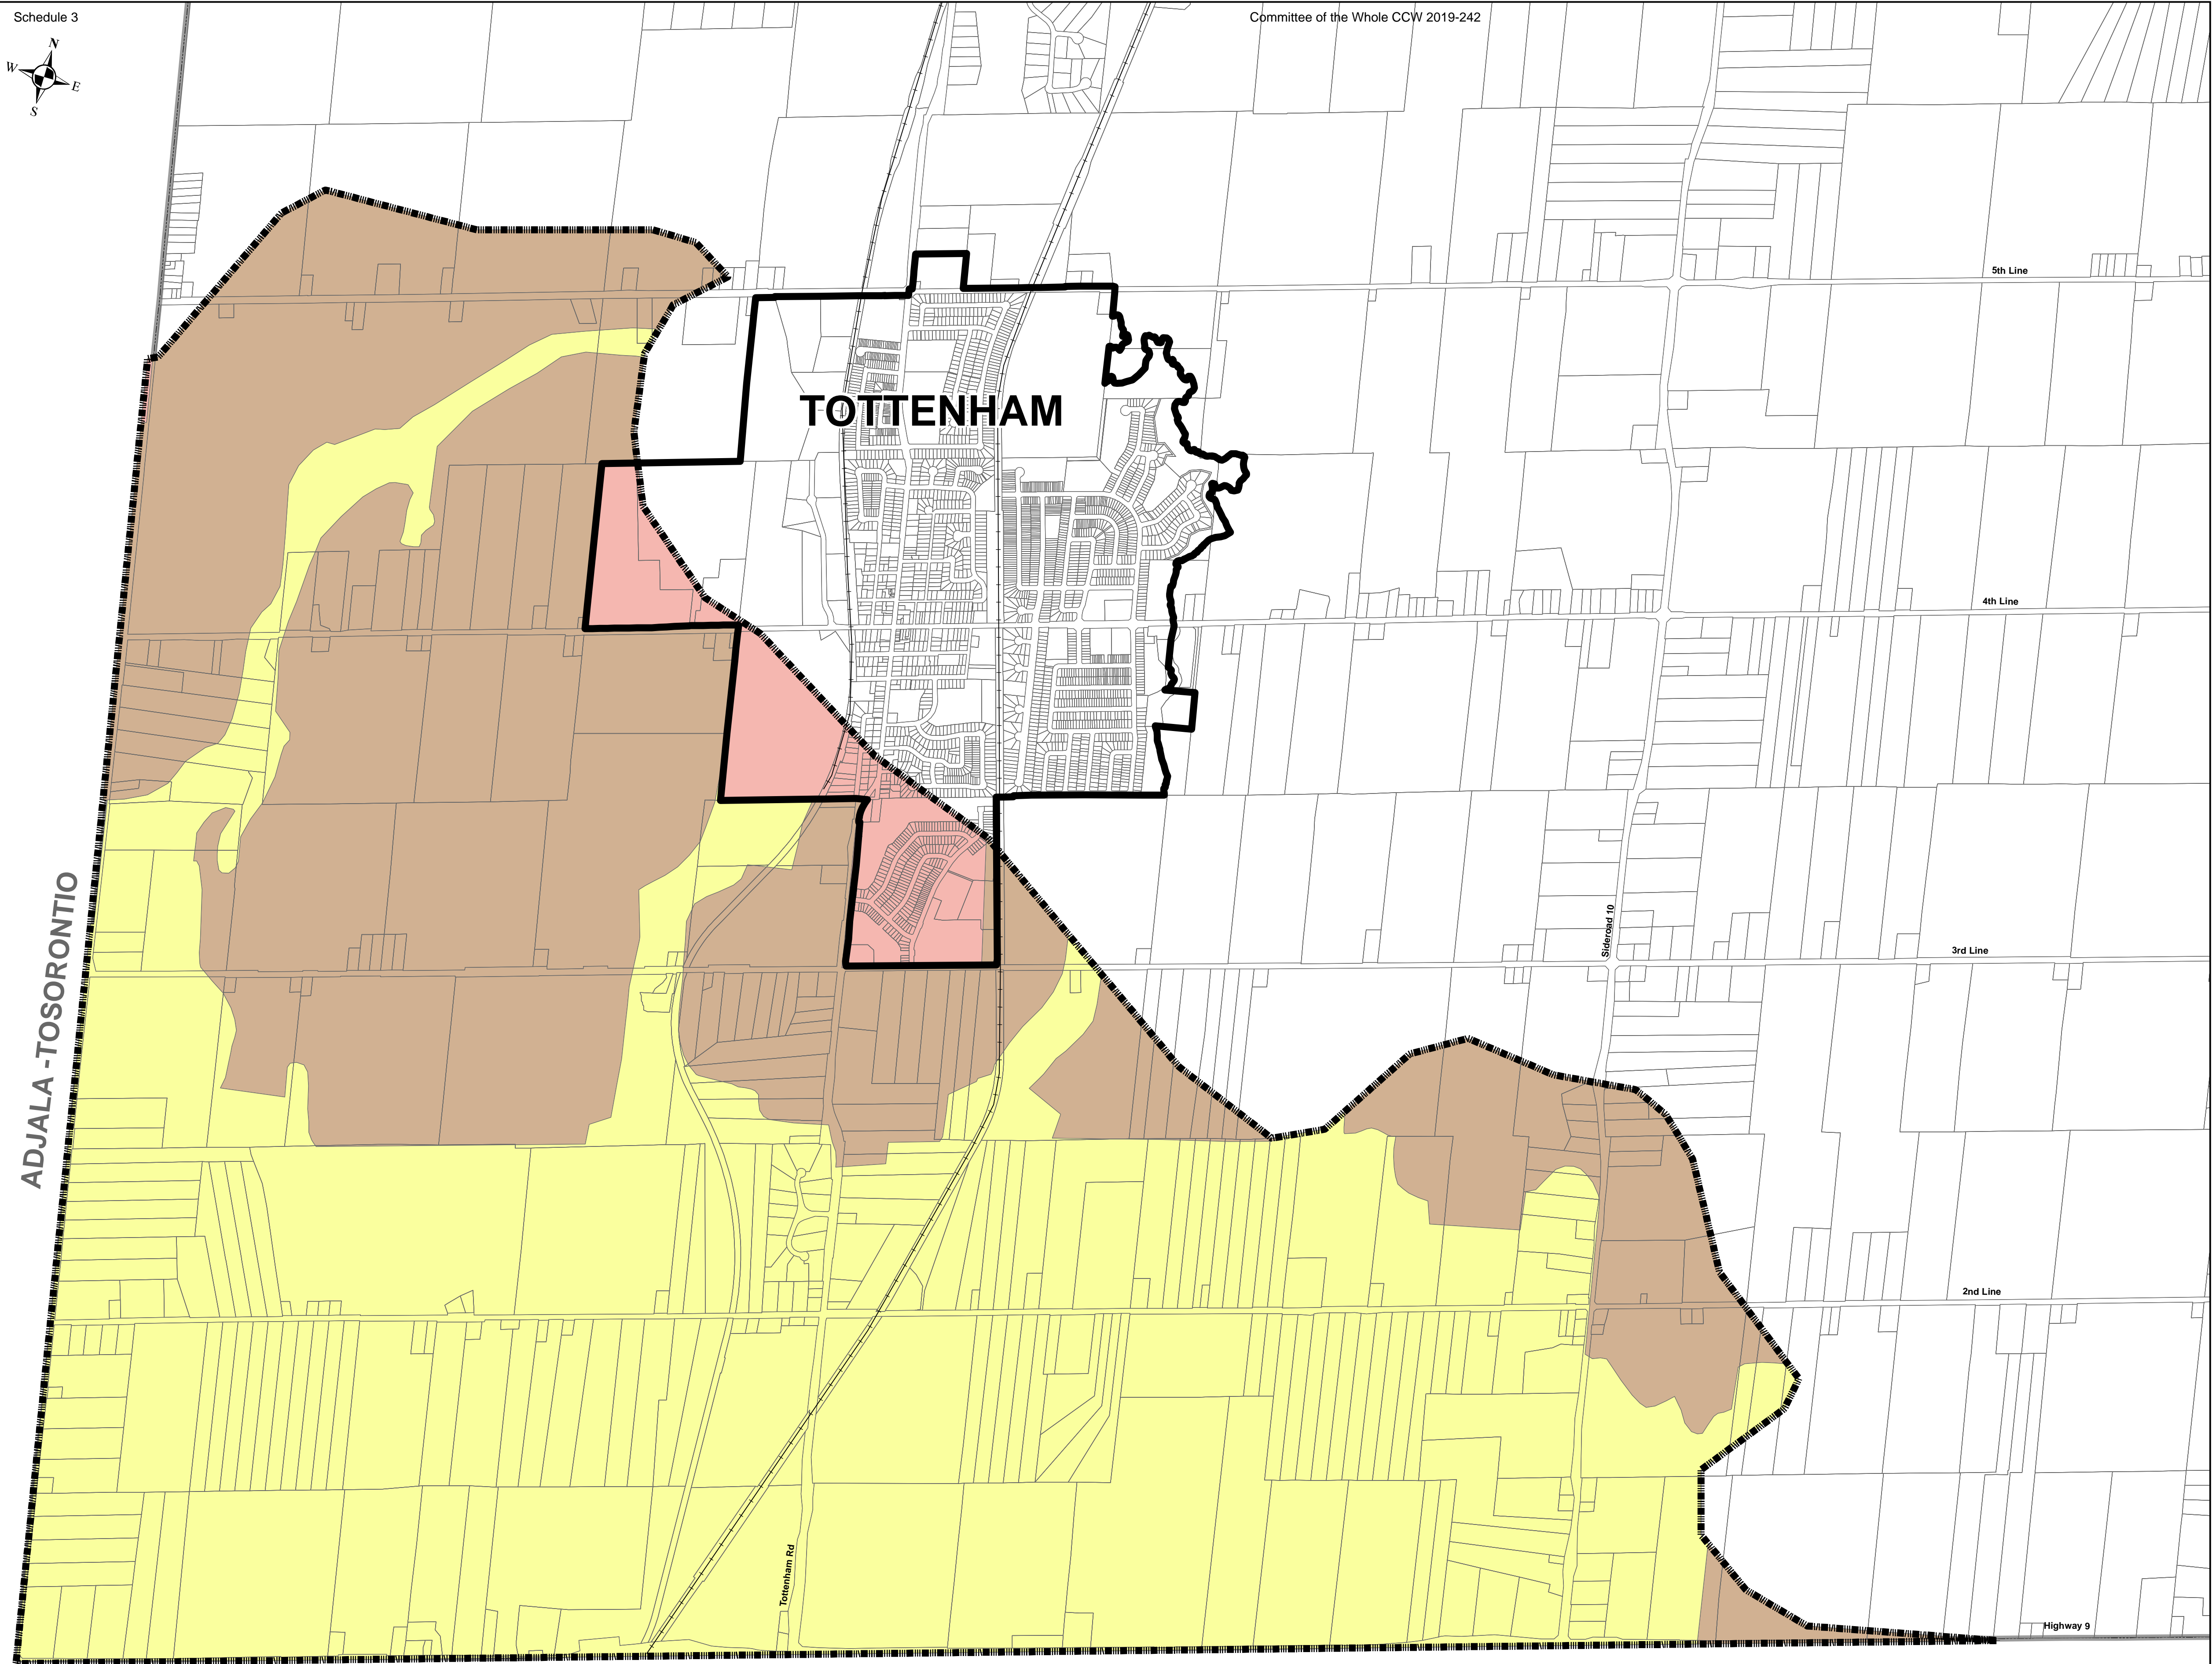 Schedule 3
Committee of the Whole CCW 2019-242
N
W
E
S
5th Line
TOTTENHAM
4th Line
ADJALA - TOSORONTIO
Sideroad 10
3rd Line
2nd Line
Tottenham Rd
Highway 9